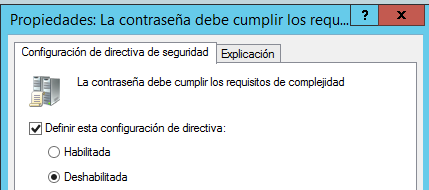 Propiedades: La contraseña debe cumplir los requ... ? x
Configuración de directiva de seguridad Explicación
La contraseña debe cumplir los requisitos de complejidad
Definir esta configuración de directiva:
Habilitada
Deshabilitada